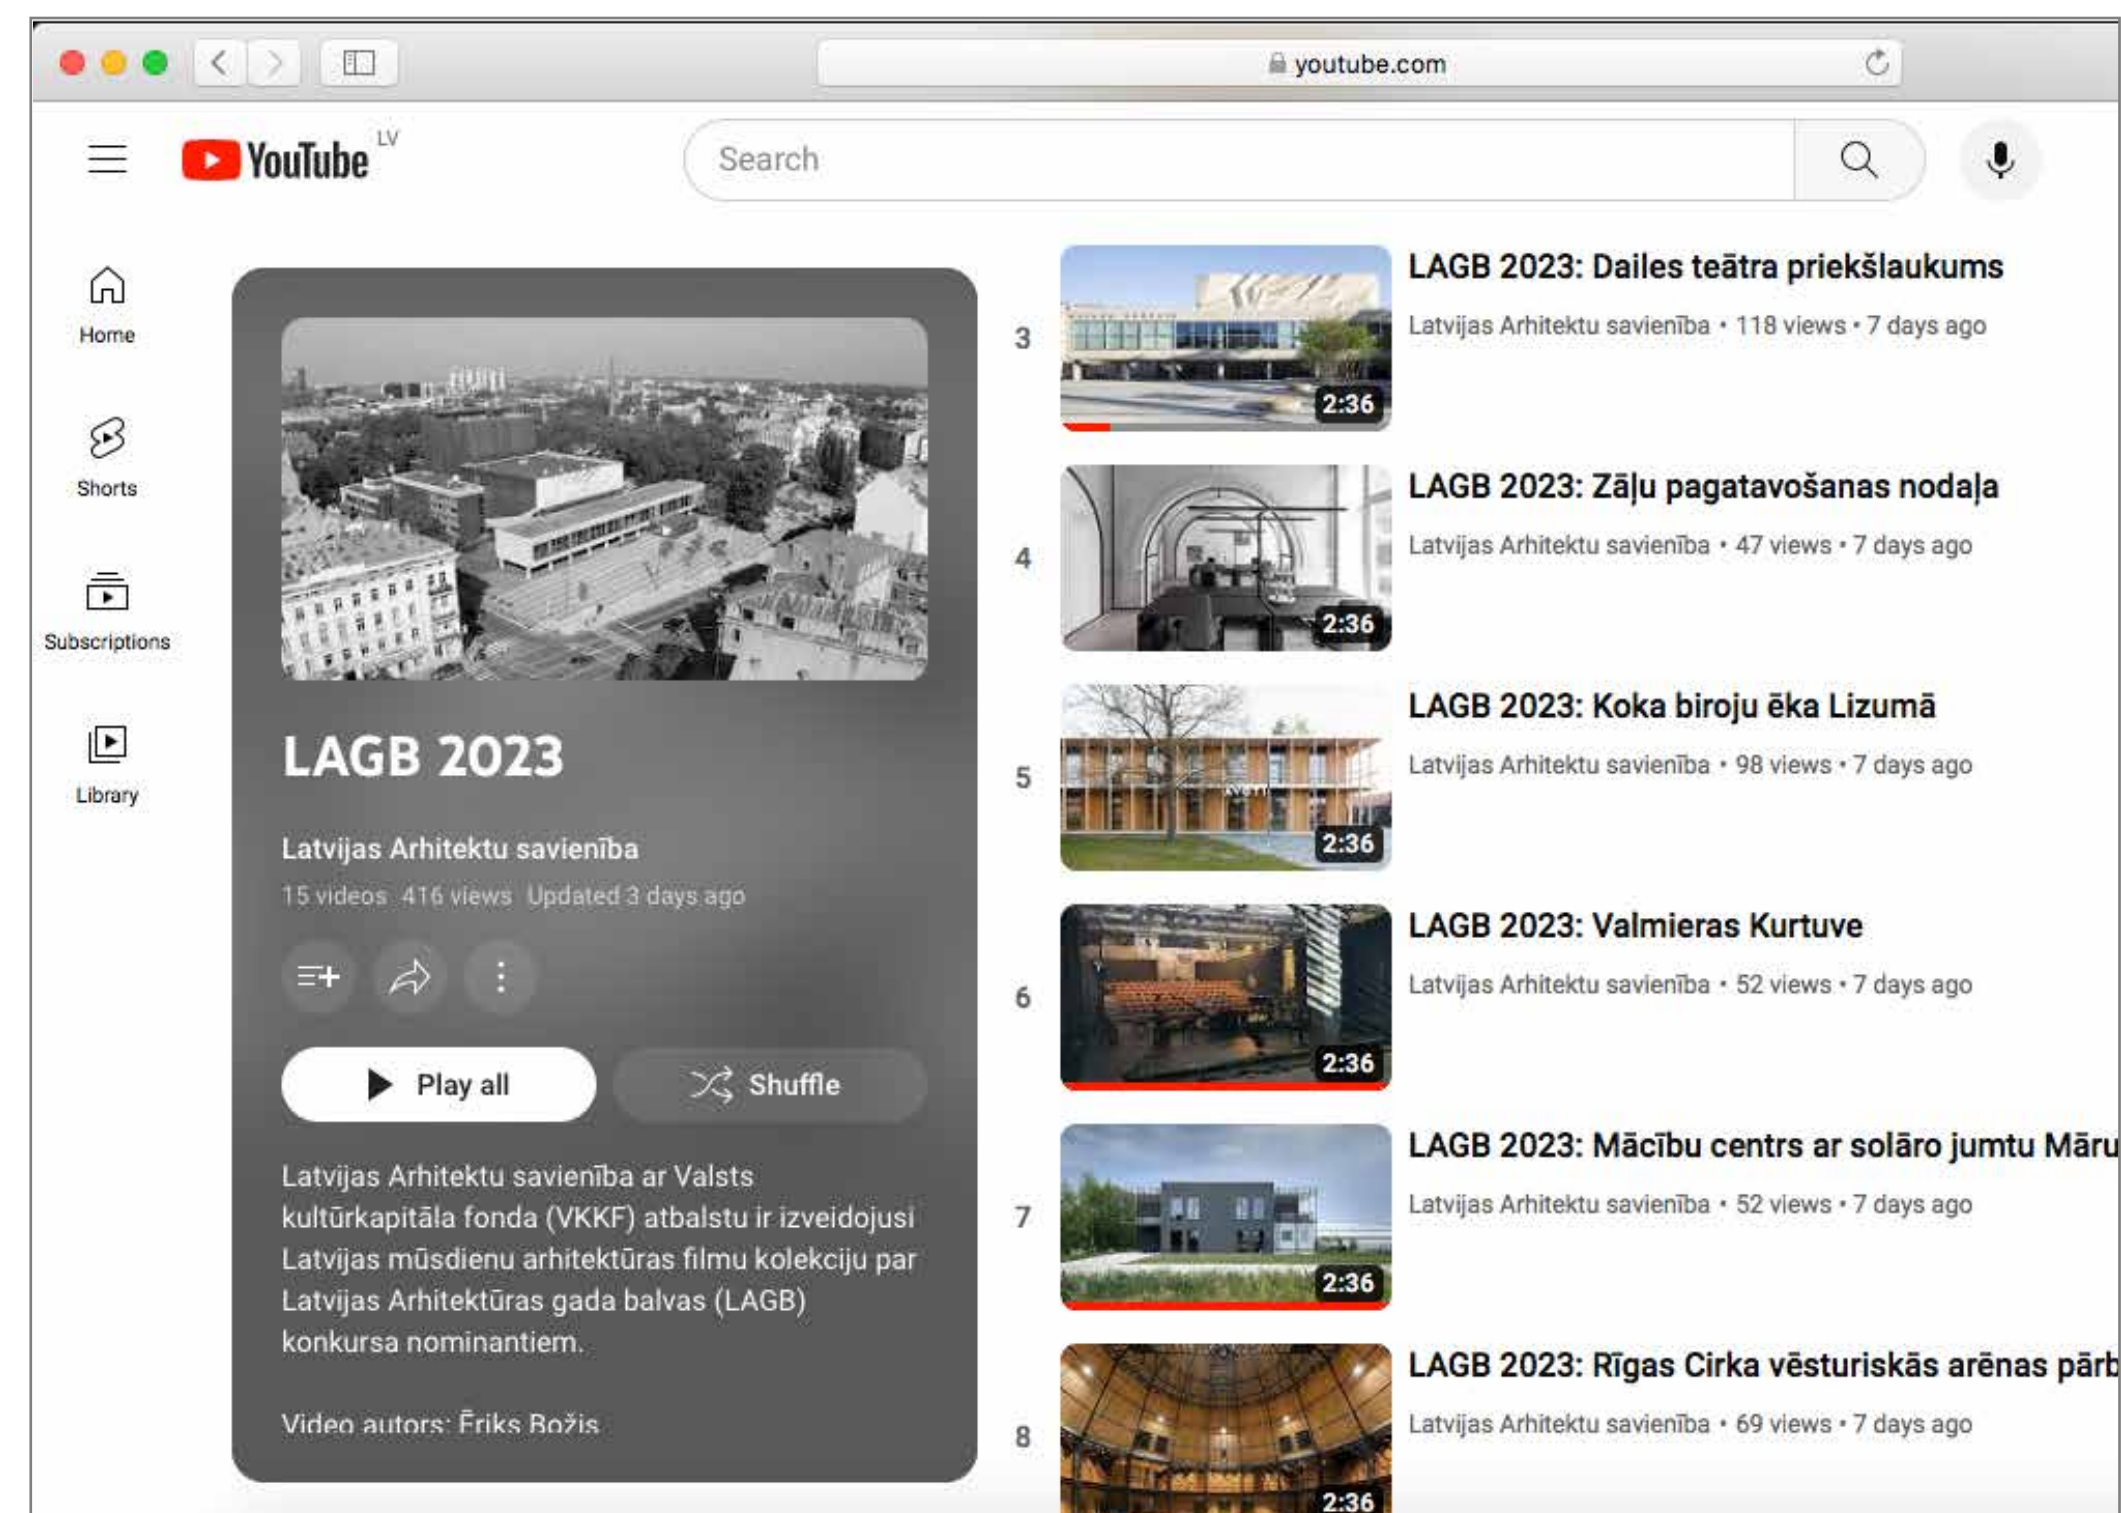 youtube.com
YouTube LV
Search
Home
Shorts
Subscriptions
Library
LAGB 2023
Latvijas Arhitektu savienība
15 videos 416 views Updated 3 days ago
Play all
Shuffle
Latvijas Arhitektu savienība ar Valsts
kultūrkapitāla fonda (VKKF) atbalstu ir izveidojusi
Latvijas mūsdienu arhitektūras filmu kolekciju par
Latvijas Arhitektūras gada balvas (LAGB)
konkursa nominantiem.
Video autors: Ēriks Božis
3
2:36
LAGB 2023: Dailes teātra priekšlaukums
Latvijas Arhitektu savienība • 118 views • 7 days ago
4
2:36
LAGB 2023: Zāļu pagatavošanas nodaļa
Latvijas Arhitektu savienība • 47 views • 7 days ago
5
2:36
LAGB 2023: Koka biroju ēka Lizumā
Latvijas Arhitektu savienība • 98 views • 7 days ago
6
2:36
LAGB 2023: Valmieras Kurtuve
Latvijas Arhitektu savienība • 52 views • 7 days ago
7
2:36
LAGB 2023: Mācību centrs ar solāro jumtu Māru
Latvijas Arhitektu savienība • 52 views • 7 days ago
8
2:36
LAGB 2023: Rīgas Cirka vēsturiskās arēnas pārb
Latvijas Arhitektu savienība • 69 views • 7 days ago